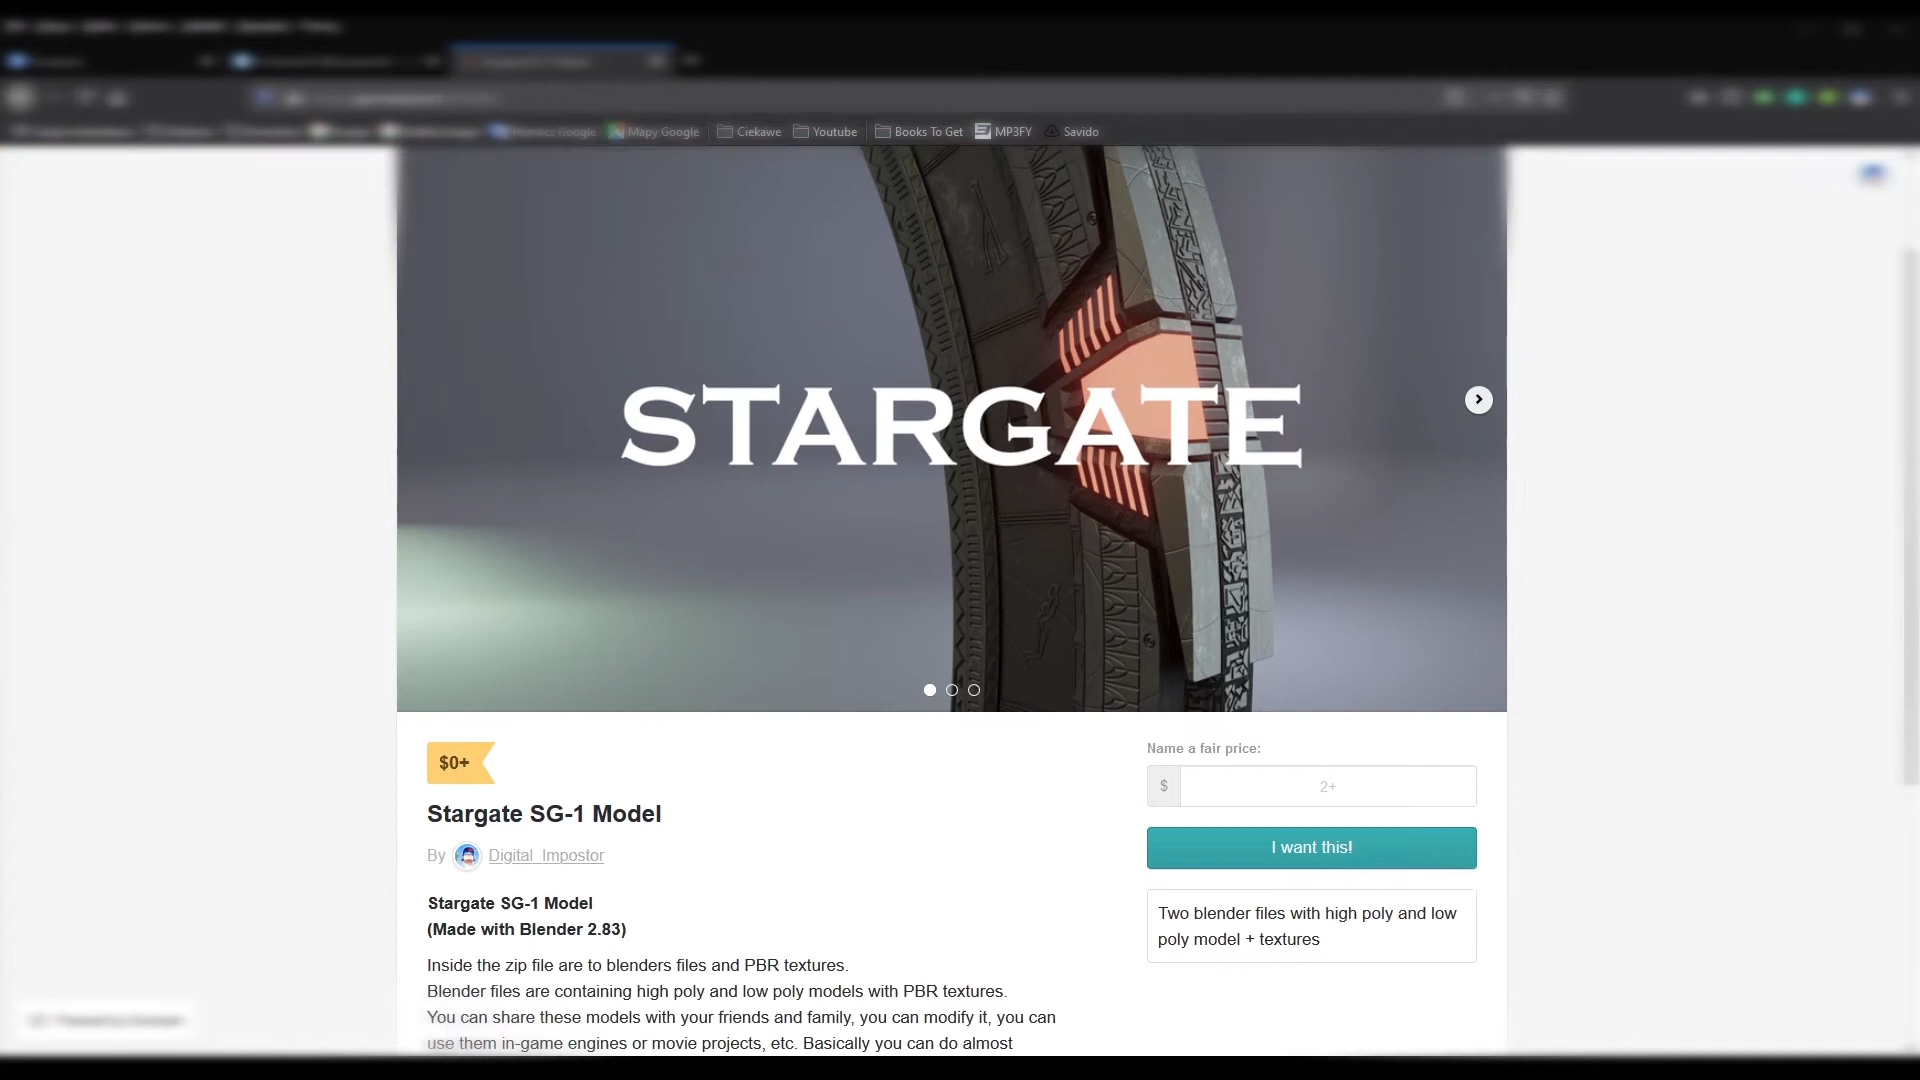 Mapy Google
Ciekawe
Youtube
Books To Get
MP3FY
Savido
STARGATE
$0+
Stargate SG-1 Model
By Digital_Impostor
Stargate SG-1 Model
(Made with Blender 2.83)
Inside the zip file are to blenders files and PBR textures.
Blender files are containing high poly and low poly models with PBR textures.
You can share these models with your friends and family, you can modify it, you can
use them in-game engines or movie projects, etc. Basically you can do almost
Name a fair price:
$
2+
I want this!
Two blender files with high poly and low
poly model + textures